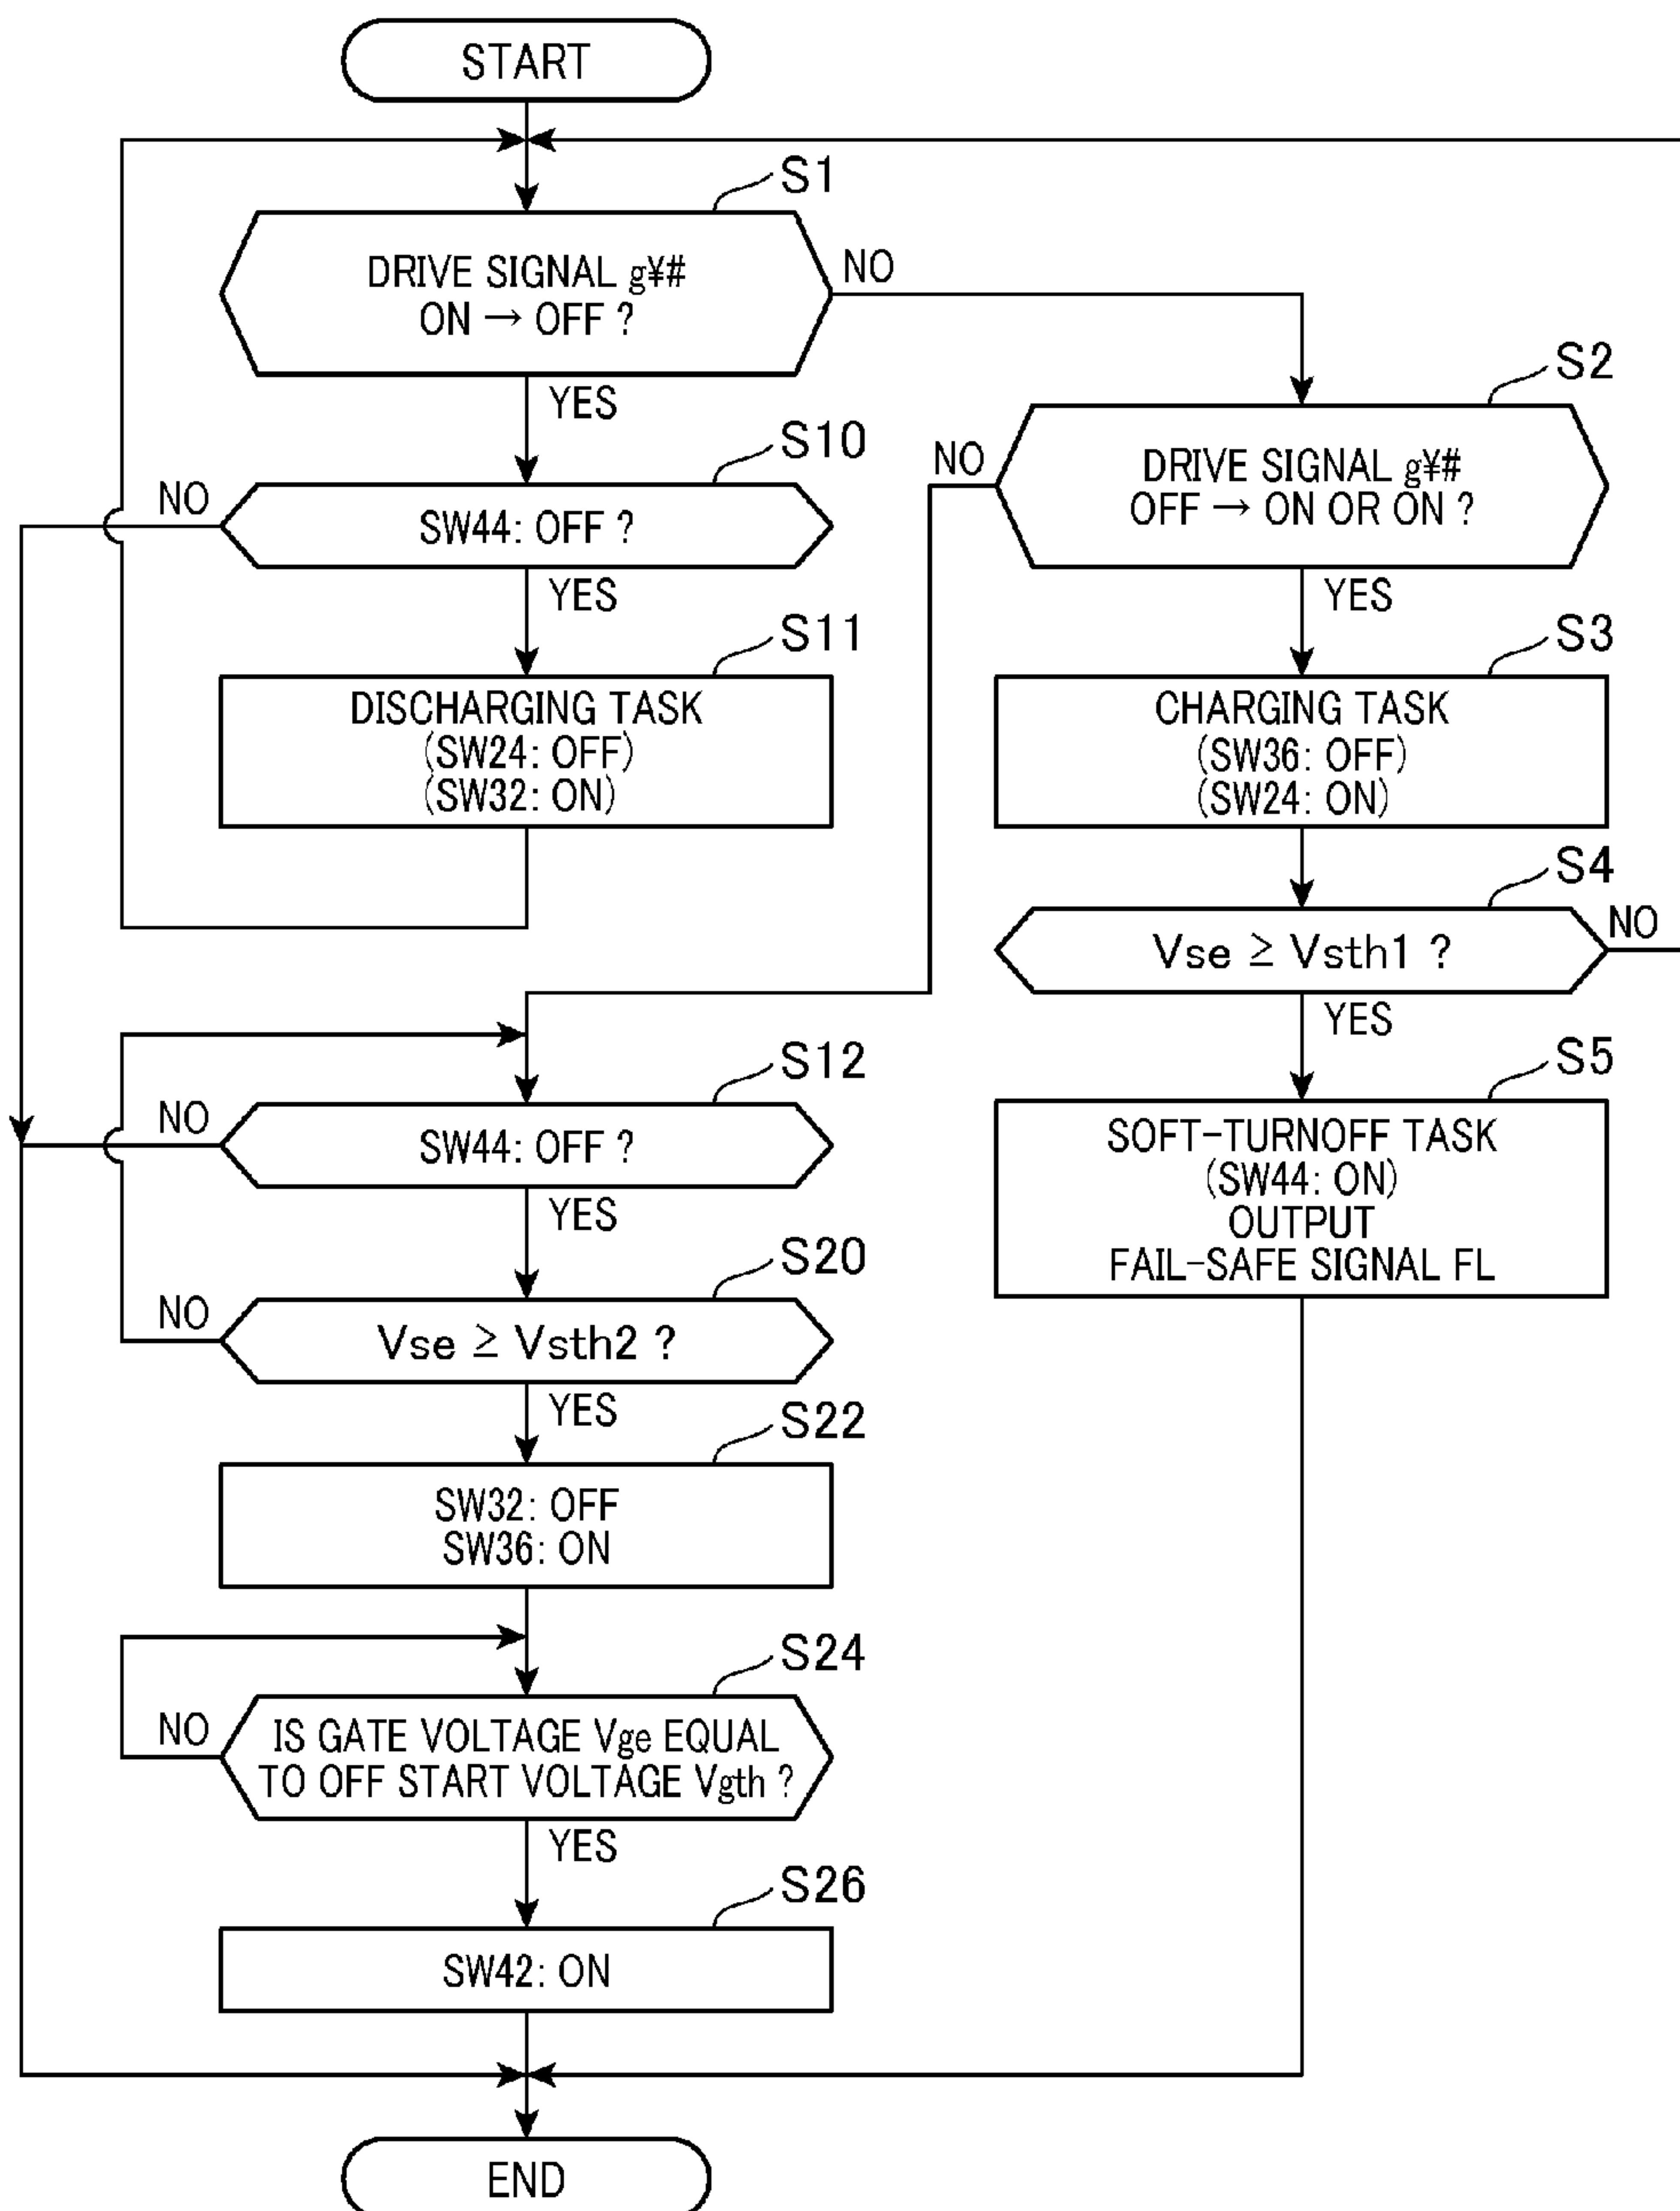 START
S1
DRIVE SIGNAL g¥#
ON → OFF ?
NO
YES
S2
DRIVE SIGNAL g¥#
OFF → ON OR ON ?
NO
YES
S10
SW44: OFF ?
NO
YES
S11
DISCHARGING TASK
(SW24: OFF)
(SW32: ON)
S3
CHARGING TASK
(SW36: OFF)
(SW24: ON)
S4
Vse ≥ Vsth1 ?
NO
YES
S5
SOFT-TURNOFF TASK
(SW44: ON)
OUTPUT
FAIL-SAFE SIGNAL FL
S12
SW44: OFF ?
NO
YES
S20
Vse ≥ Vsth2 ?
NO
YES
S22
SW32: OFF
SW36: ON
S24
IS GATE VOLTAGE Vge EQUAL
TO OFF START VOLTAGE Vgth ?
NO
YES
S26
SW42: ON
END